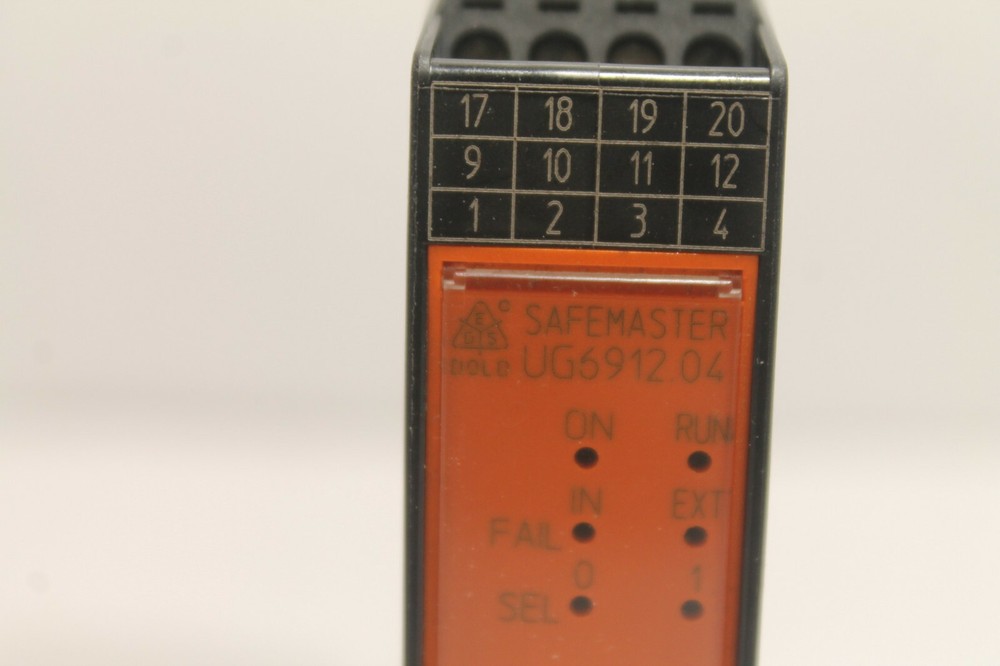 17 18 19 20
9 10 11 12
1 2 3 4
SAFEMASTER
DOLD UG6912.04
ON RUN
IN EXT
FAIL
0 1
SEL